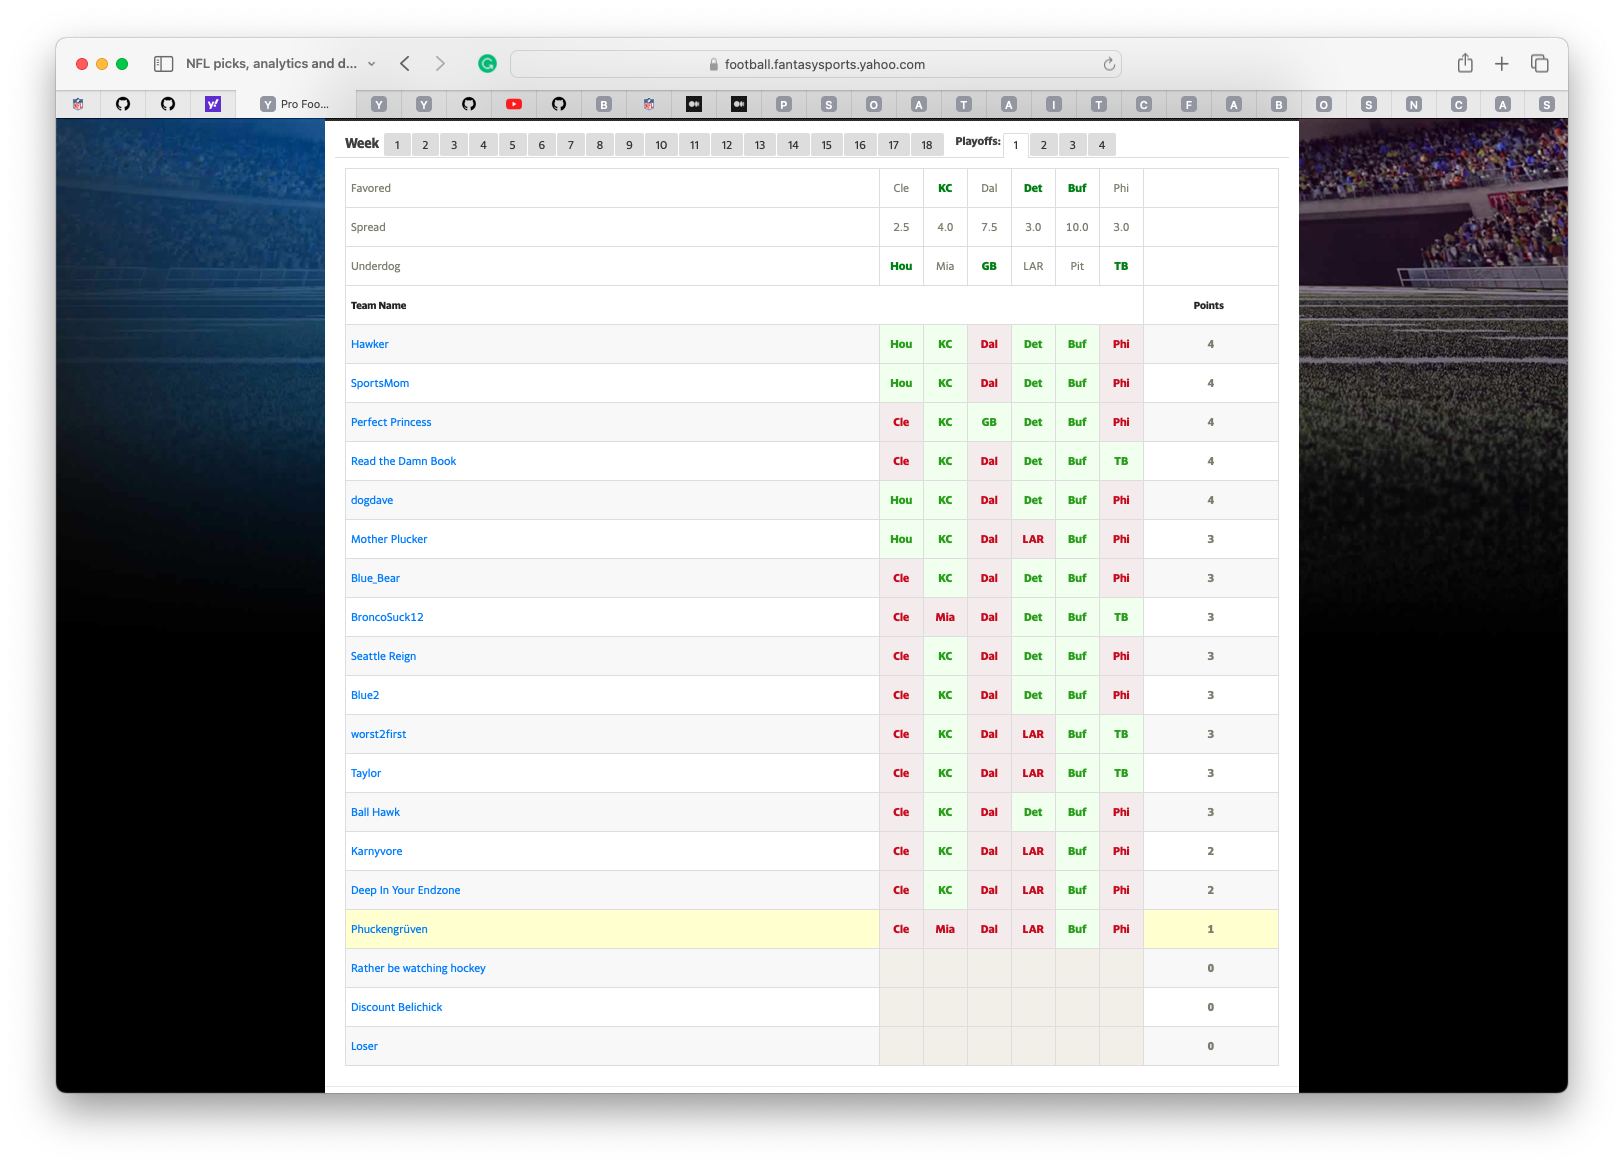 NFL picks, analytics and d...
football.fantasysports.yahoo.com
y! Y Pro Foo... Y Y B P S O A T A I T C F A B O S N C A S
Week 1 2 3 4 5 6 7 8 9 10 11 12 13 14 15 16 17 18 Playoffs: 1 2 3 4
Favored Cle KC Dal Det Buf Phi
Spread 2.5 4.0 7.5 3.0 10.0 3.0
Underdog Hou Mia GB LAR Pit TB
Team Name Points
Hawker Hou KC Dal Det Buf Phi 4
SportsMom Hou KC Dal Det Buf Phi 4
Perfect Princess Cle KC GB Det Buf Phi 4
Read the Damn Book Cle KC Dal Det Buf TB 4
dogdave Hou KC Dal Det Buf Phi 4
Mother Plucker Hou KC Dal LAR Buf Phi 3
Blue_Bear Cle KC Dal Det Buf Phi 3
BroncoSuck12 Cle Mia Dal Det Buf TB 3
Seattle Reign Cle KC Dal Det Buf Phi 3
Blue2 Cle KC Dal Det Buf Phi 3
worst2first Cle KC Dal LAR Buf TB 3
Taylor Cle KC Dal LAR Buf TB 3
Ball Hawk Cle KC Dal Det Buf Phi 3
Karnyvore Cle KC Dal LAR Buf Phi 2
Deep In Your Endzone Cle KC Dal LAR Buf Phi 2
Phuckengrüven Cle Mia Dal LAR Buf Phi 1
Rather be watching hockey 0
Discount Belichick 0
Loser 0